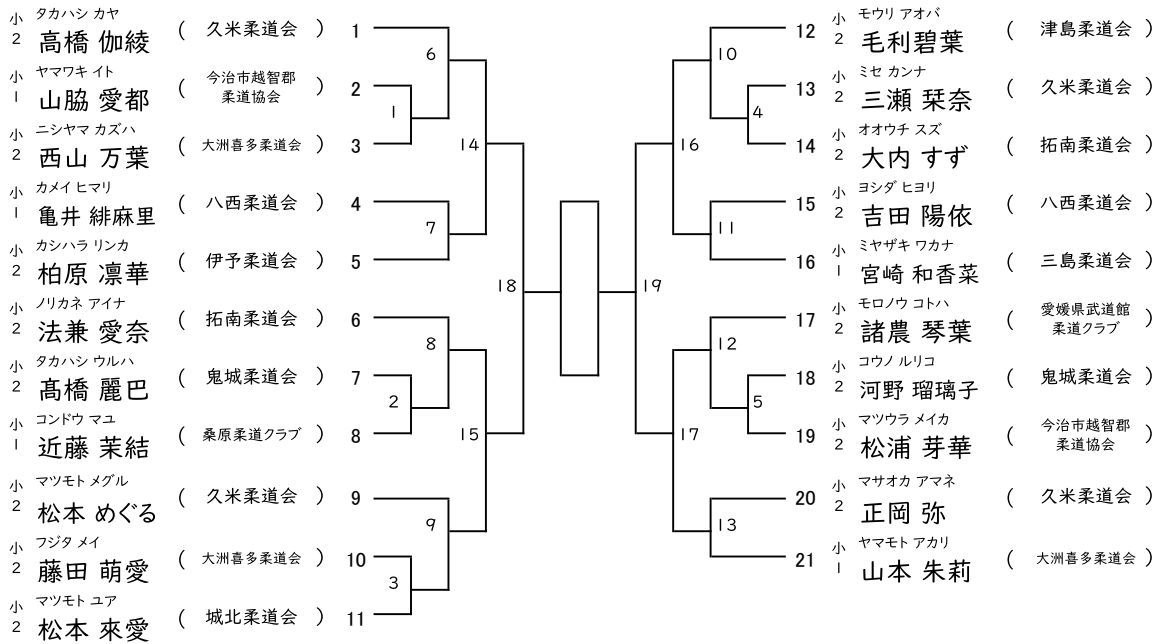 タカハシ カヤ
小2 高橋 伽綾 ( 久米柔道会 ) 1
ヤマワキ イト
小1 山脇 愛都 ( 今治市越智郡
柔道協会 ) 2
ニシヤマ カズハ
小2 西山 万葉 ( 大洲喜多柔道会 ) 3
カメイ ヒマリ
小1 亀井 緋麻里 ( 八西柔道会 ) 4
カシハラ リンカ
小2 柏原 凛華 ( 伊予柔道会 ) 5
ノリカネ アイナ
小2 法兼 愛奈 ( 拓南柔道会 ) 6
タカハシ ウルハ
小2 髙橋 麗巴 ( 鬼城柔道会 ) 7
コンドウ マユ
小1 近藤 茉結 ( 桑原柔道クラブ ) 8
マツモト メグル
小2 松本 めぐる ( 久米柔道会 ) 9
フジタ メイ
小2 藤田 萌愛 ( 大洲喜多柔道会 ) 10
マツモト ユア
小2 松本 來愛 ( 城北柔道会 ) 11
6
1
14
7
18
8
2
15
9
3
10
4
16
11
19
12
5
17
13
モウリ アオバ
12 小2 毛利碧葉 ( 津島柔道会 )
ミセ カンナ
13 小2 三瀬 栞奈 ( 久米柔道会 )
オオウチ スズ
14 小2 大内 すず ( 拓南柔道会 )
ヨシダ ヒヨリ
15 小2 吉田 陽依 ( 八西柔道会 )
ミヤザキ ワカナ
16 小1 宮崎 和香菜 ( 三島柔道会 )
モロノウ コトハ
17 小2 諸農 琴葉 ( 愛媛県武道館
柔道クラブ )
コウノ ルリコ
18 小2 河野 瑠璃子 ( 鬼城柔道会 )
マツウラ メイカ
19 小2 松浦 芽華 ( 今治市越智郡
柔道協会 )
マサオカ アマネ
20 小2 正岡 弥 ( 久米柔道会 )
ヤマモト アカリ
21 小1 山本 朱莉 ( 大洲喜多柔道会 )